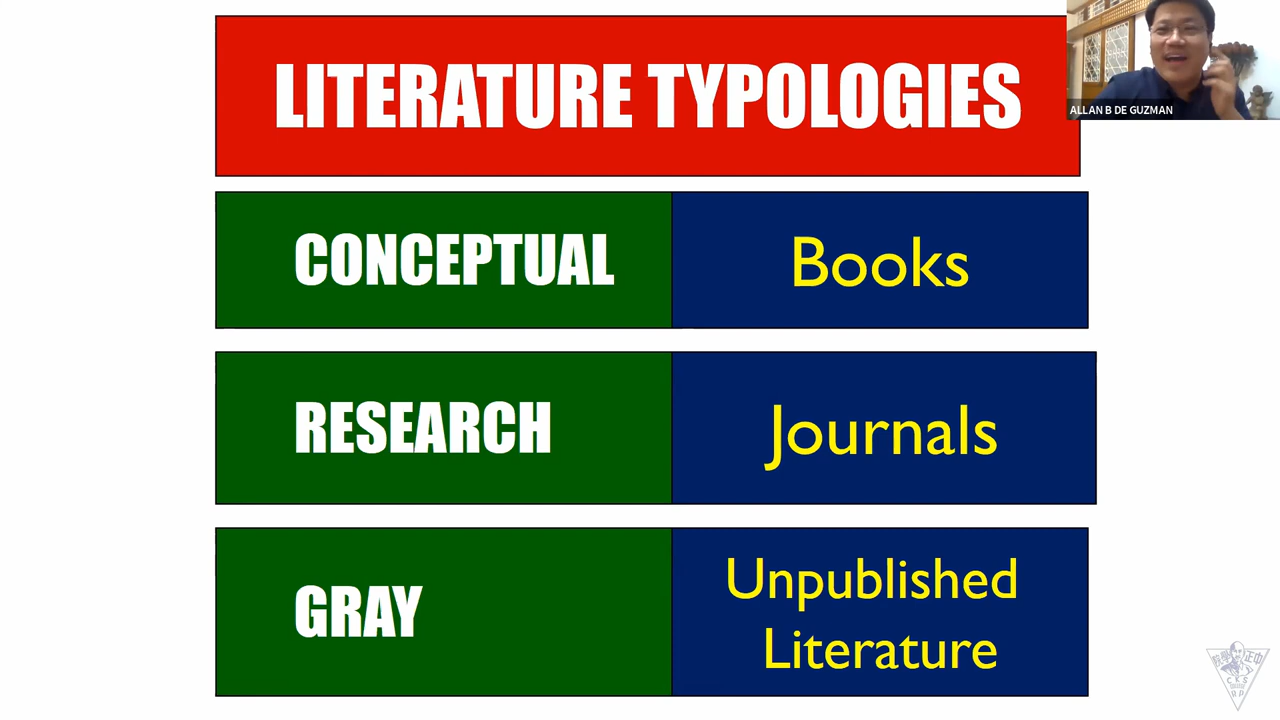 LITERATURE TYPOLOGIES
ALLAN B DE GUZMAN
CONCEPTUAL
Books
RESEARCH
Journals
GRAY
Unpublished
Literature
C K S